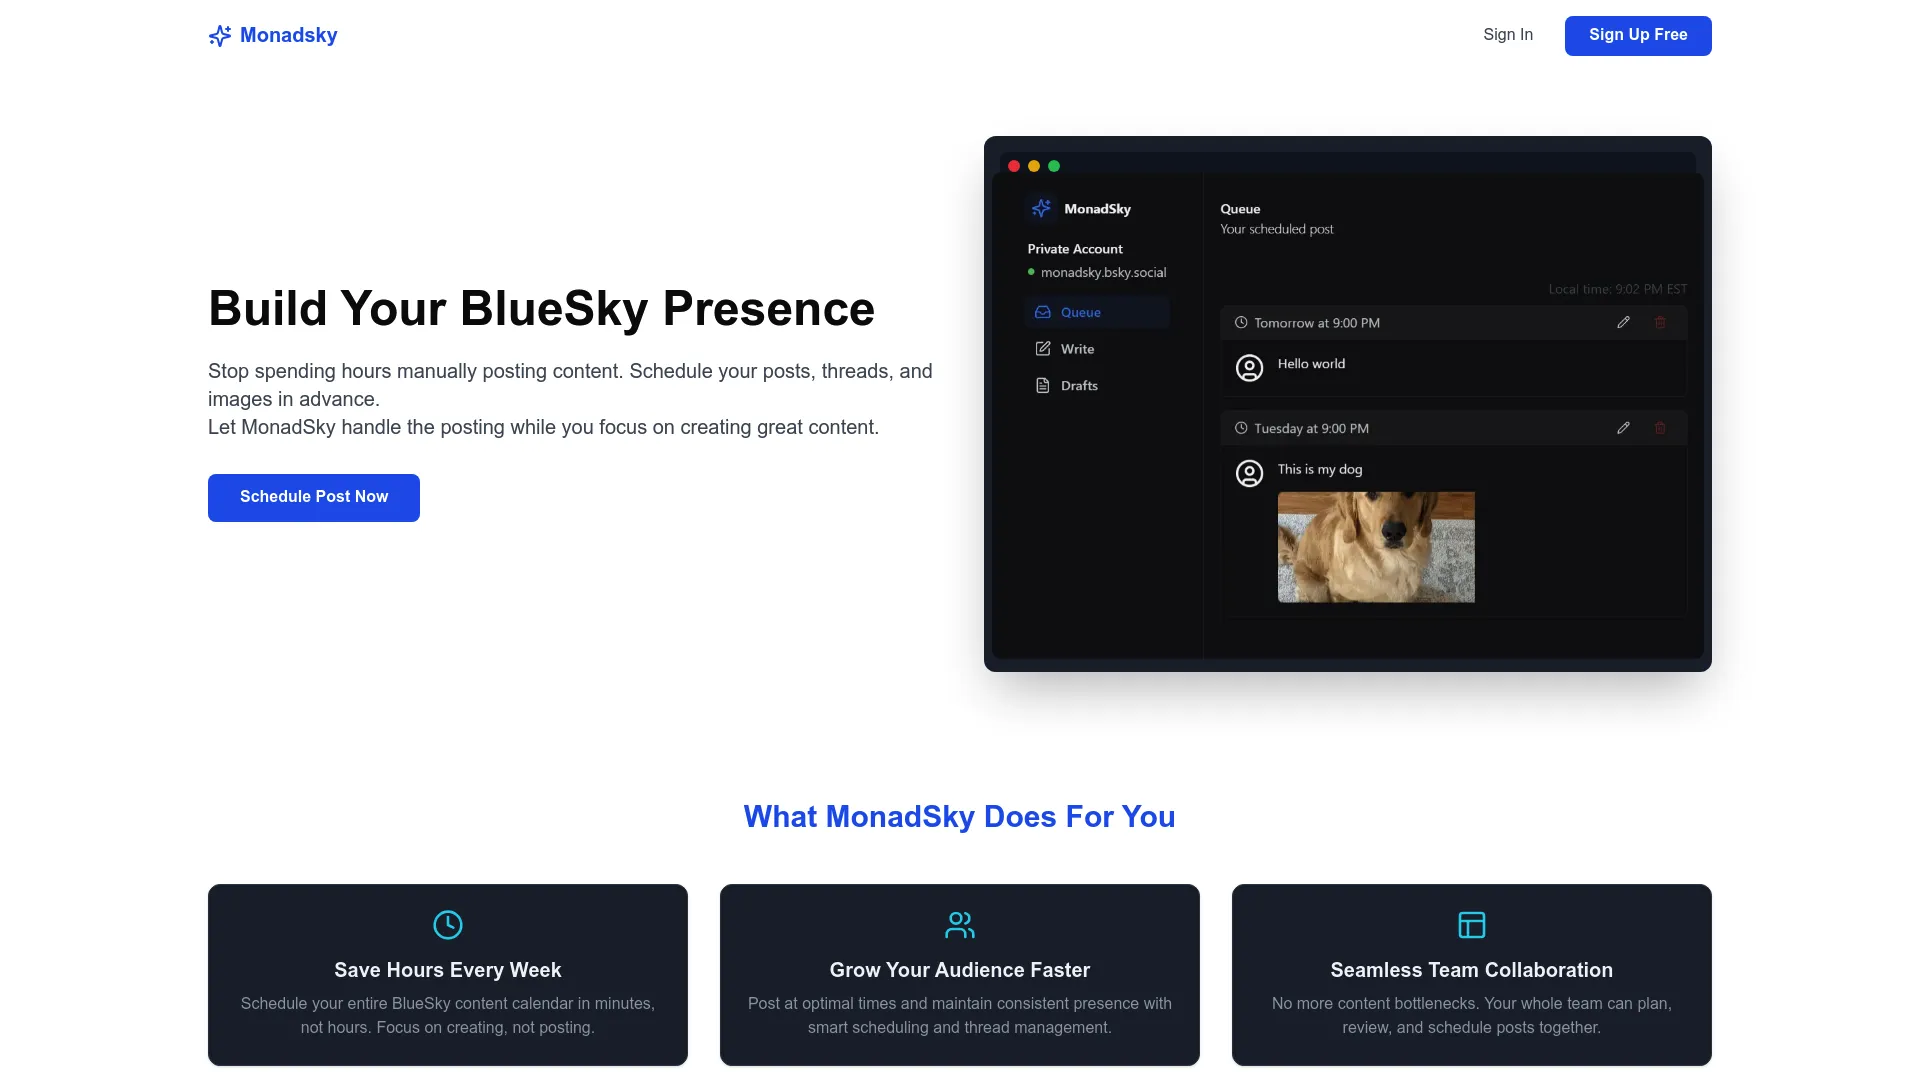 Monadsky
Sign In
Sign Up Free
Build Your BlueSky Presence
Stop spending hours manually posting content. Schedule your posts, threads, and
images in advance.
Let MonadSky handle the posting while you focus on creating great content.
Schedule Post Now
MonadSky
Private Account
monadsky.bsky.social
Queue
Write
Drafts
Queue
Your scheduled post
Local time: 9:02 PM EST
Tomorrow at 9:00 PM
Hello world
Tuesday at 9:00 PM
This is my dog
What MonadSky Does For You
Save Hours Every Week
Schedule your entire BlueSky content calendar in minutes,
not hours. Focus on creating, not posting.
Grow Your Audience Faster
Post at optimal times and maintain consistent presence with
smart scheduling and thread management.
Seamless Team Collaboration
No more content bottlenecks. Your whole team can plan,
review, and schedule posts together.